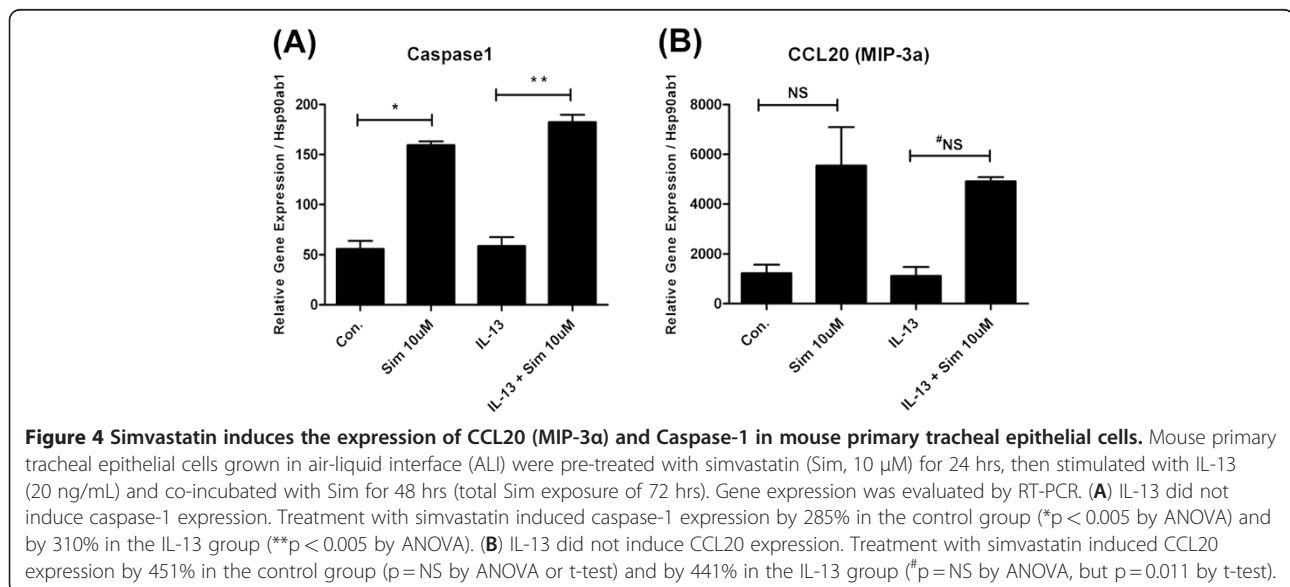 (A)
Caspase1
Relative Gene Expression / Hsp90ab1
200
150
100
50
0
*
**
Con.
Sim 10uM
IL-13
IL-13 + Sim 10uM
(B)
CCL20 (MIP-3a)
Relative Gene Expression / Hsp90ab1
8000
6000
4000
2000
0
NS
#NS
Con.
Sim 10uM
IL-13
IL-13 + Sim 10uM
Figure 4 Simvastatin induces the expression of CCL20 (MIP-3α) and Caspase-1 in mouse primary tracheal epithelial cells. Mouse primary
tracheal epithelial cells grown in air-liquid interface (ALI) were pre-treated with simvastatin (Sim, 10 μM) for 24 hrs, then stimulated with IL-13
(20 ng/mL) and co-incubated with Sim for 48 hrs (total Sim exposure of 72 hrs). Gene expression was evaluated by RT-PCR. (A) IL-13 did not
induce caspase-1 expression. Treatment with simvastatin induced caspase-1 expression by 285% in the control group (*p < 0.005 by ANOVA) and
by 310% in the IL-13 group (**p < 0.005 by ANOVA). (B) IL-13 did not induce CCL20 expression. Treatment with simvastatin induced CCL20
expression by 451% in the control group (p = NS by ANOVA or t-test) and by 441% in the IL-13 group (#p = NS by ANOVA, but p = 0.011 by t-test).